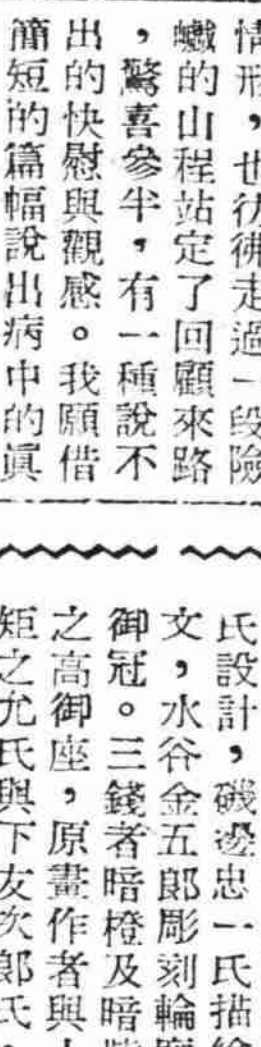 情形，也彷彿走過一段險
巇的山程站定了回顧來路
，驚喜參半，有一種說不
出的快慰與觀感。我願借
簡短的篇幅說出病中的眞
氏設計，磯邊忠一氏描
文，水谷金五郎彫刻輪
御冠。三錢者暗橙及暗
之高御座，原畫作者與
矩之允氏與下友次郎氏